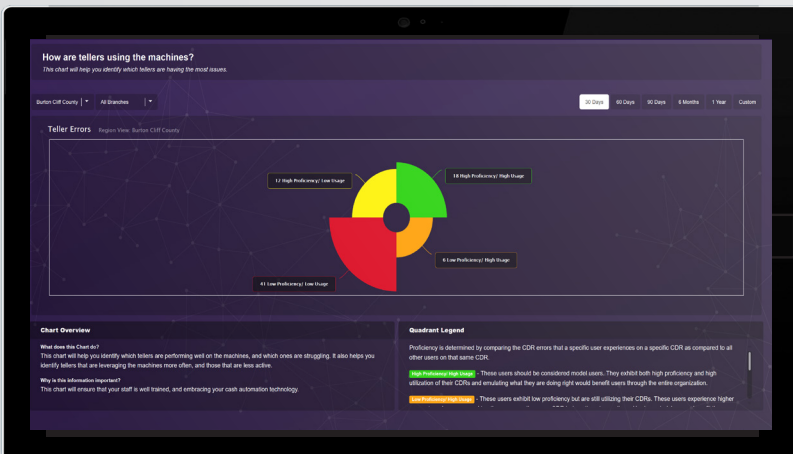 How are tellers using the machines?
This chart will help you identify which tellers are having the most issues.
Burton Cliff County
All Branches
30 Days
60 Days
90 Days
6 Months
1 Year
Custom
Teller Errors
Region View: Burton Cliff County
17 High Proficiency/ Low Usage
18 High Proficiency/ High Usage
6 Low Proficiency/ High Usage
41 Low Proficiency/ Low Usage
Chart Overview
What does this Chart do?
This chart will help you identify which tellers are performing well on the machines, and which ones are struggling. It also helps you
identify tellers that are leveraging the machines more often, and those that are less active.
Why is this Information important?
This chart will ensure that your staff is well trained, and embracing your cash automation technology.
Quadrant Legend
Proficiency is determined by comparing the CDR errors that a specific user experiences on a specific CDR as compared to all
other users on that same CDR.
High Proficiency/ High Usage - These users should be considered model users. They exhibit both high proficiency and high
utilization of their CDRs and emulating what they are doing right would benefit users through the entire organization.
Low Proficiency/ High Usage - These users exhibit low proficiency but are still utilizing their CDRs. These users experience higher